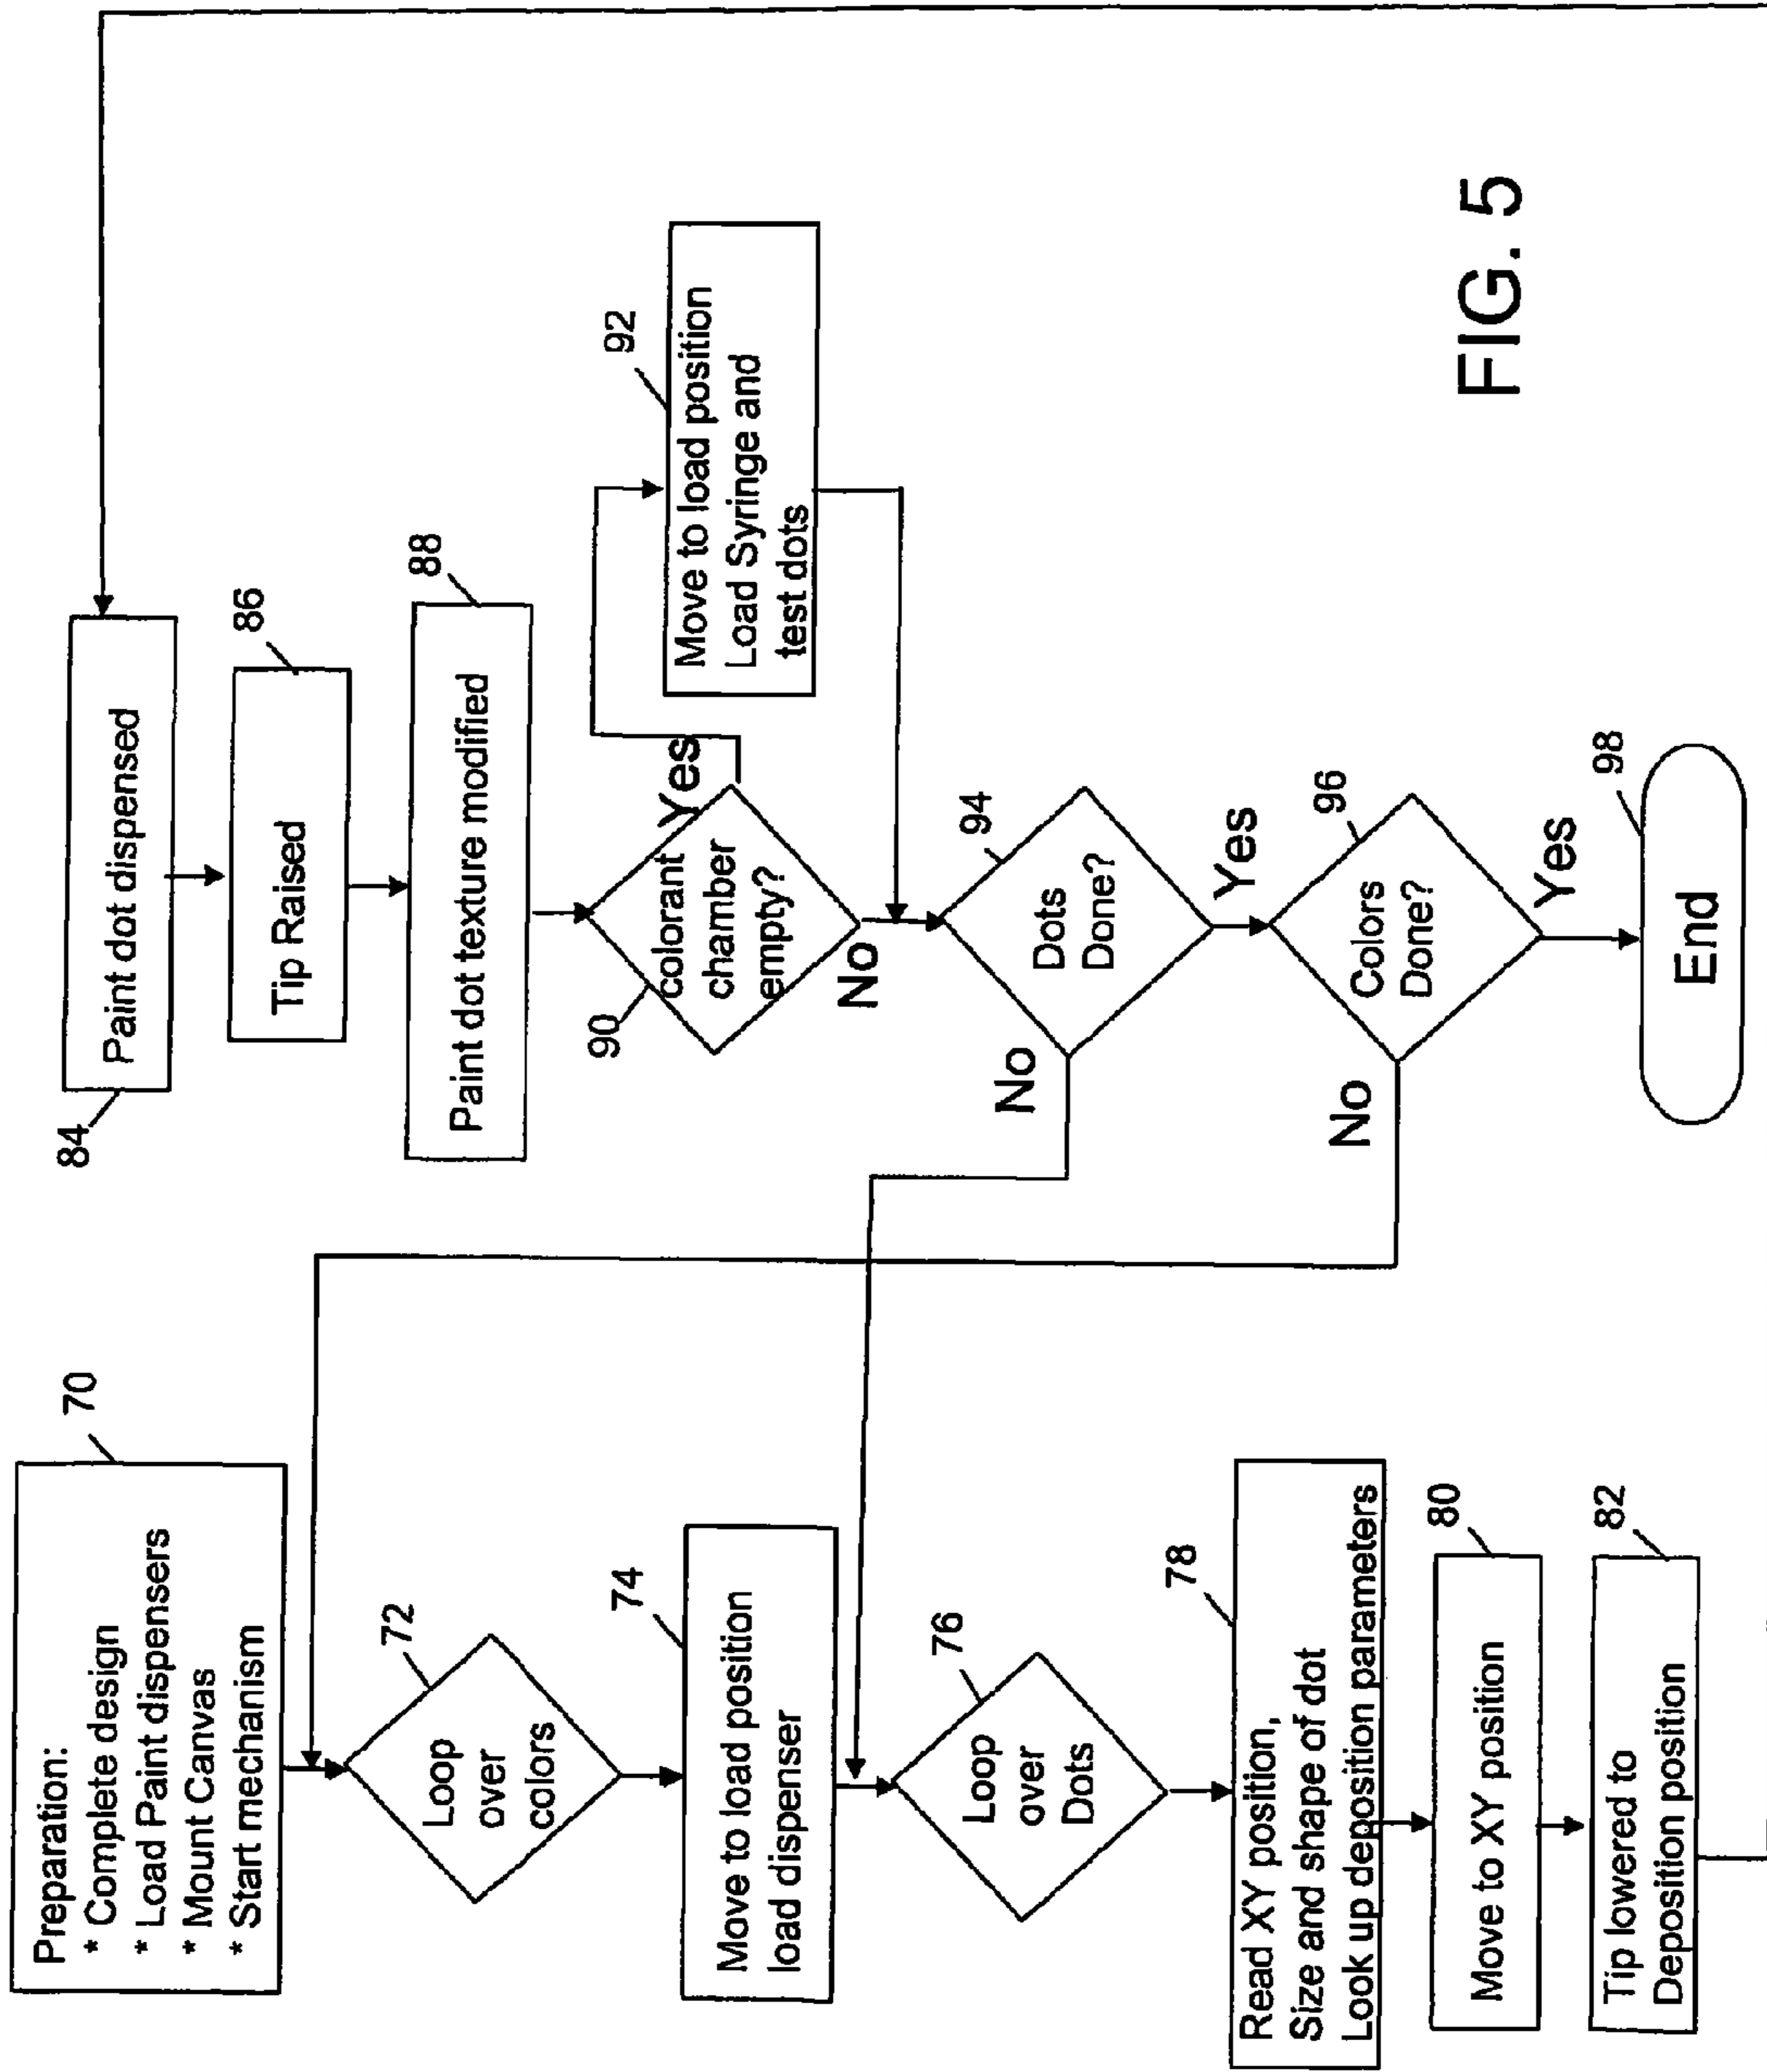 70
Preparation:
* Complete design
* Load Paint dispensers
* Mount Canvas
* Start mechanism
72
Loop
over
colors
74
Move to load position
load dispenser
76
Loop
over
Dots
78
Read XY position,
Size and shape of dot
Look up deposition parameters
80
Move to XY position
82
Tip lowered to
Deposition position
84
Paint dot dispensed
86
Tip Raised
88
Paint dot texture modified
90
colorant
chamber
empty?
Yes
No
92
Move to load position
Load Syringe and
test dots
94
Dots
Done?
No
Yes
96
Colors
Done?
No
Yes
98
End
FIG. 5